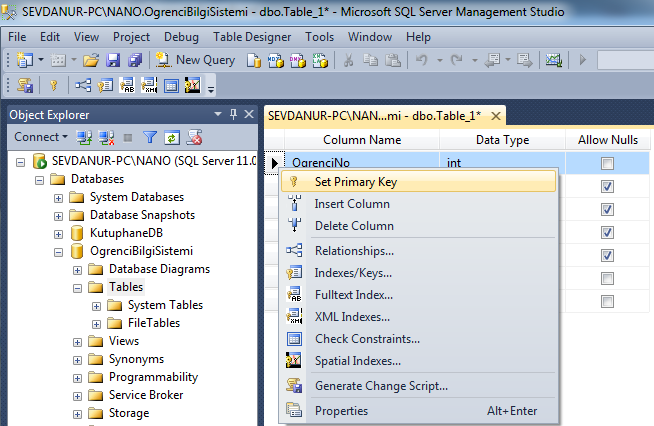 SEVDANUR-PC\NANO.OgrenciBilgiSistemi - dbo.Table_1* - Microsoft SQL Server Management Studio
File Edit View Project Debug Table Designer Tools Window Help
New Query
Object Explorer
Connect
SEVDANUR-PC\NANO (SQL Server 11.0
Databases
System Databases
Database Snapshots
KutuphaneDB
OgrenciBilgiSistemi
Database Diagrams
Tables
System Tables
FileTables
Views
Synonyms
Programmability
Service Broker
Storage
SEVDANUR-PC\NAN...mi - dbo.Table_1*
Column Name Data Type Allow Nulls
OgrenciNo int
Set Primary Key
Insert Column
Delete Column
Relationships...
Indexes/Keys...
Fulltext Index...
XML Indexes...
Check Constraints...
Spatial Indexes...
Generate Change Script...
Properties Alt+Enter